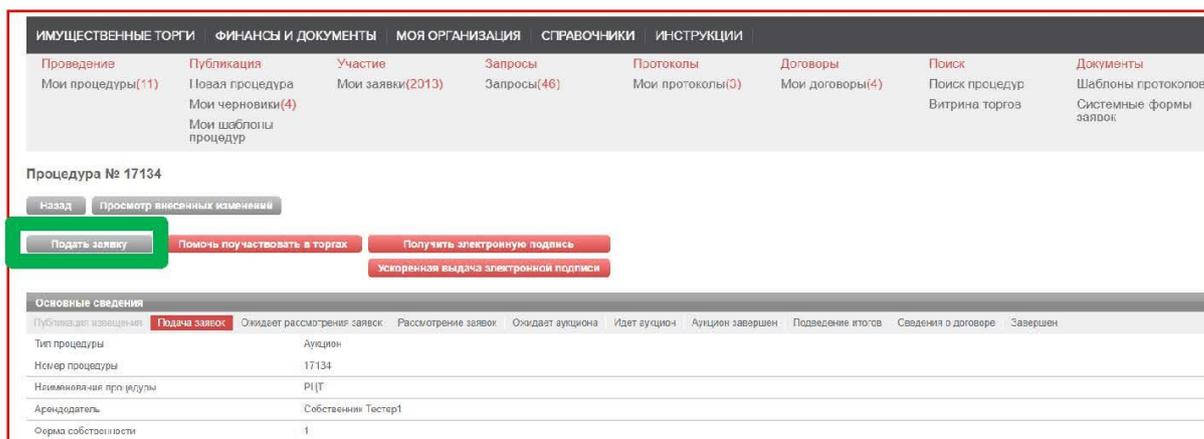 ИМУЩЕСТВЕННЫЕ ТОРГИ ФИНАНСЫ И ДОКУМЕНТЫ МОЯ ОРГАНИЗАЦИЯ СПРАВОЧНИКИ ИНСТРУКЦИИ
Проведение Публикация Участие Запросы Протоколы Договоры Поиск Документы
Мои процедуры(11) Новая процедура Мои заявки(2013) Запросы(46) Мои протоколы(3) Мои договоры(4) Поиск процедур Шаблоны протоколов
Мои черновики(4) Витрина торгов Системные формы
заявок
Мои шаблоны
процедур
Процедура № 17134
Назад Просмотр внесенных изменений
Подать заявку Помочь поучаствовать в торгах Получить электронную подпись
Ускоренная выдача электронной подписи
Основные сведения
Публикация извещения Подача заявок Ожидает рассмотрения заявок Рассмотрение заявок Ожидает аукциона Идет аукцион Аукцион завершен Подведение итогов Сведения о договоре Завершен
Тип процедуры Аукцион
Номер процедуры 17134
Наименование процедуры
Арендодатель Собственник Тестер1
Форма собственности 1